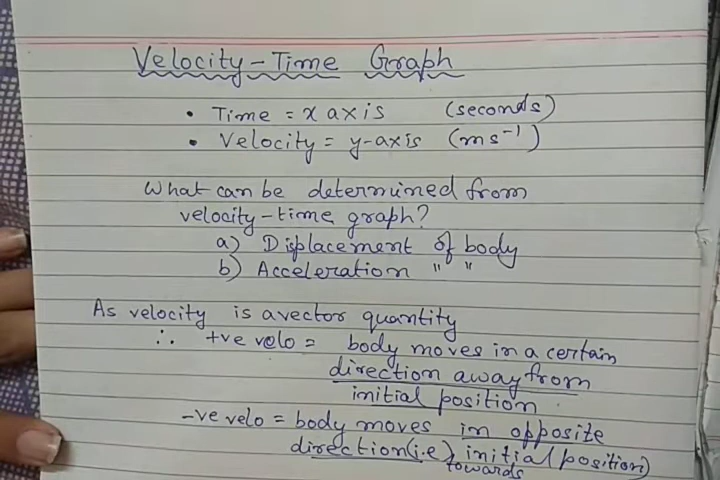 Velocity-Time Graph
• Time = x axis (seconds)
• Velocity = y-axis (ms⁻¹)
What can be determined from
velocity-time graph?
a) Displacement of body
b) Acceleration " "
As velocity is a vector quantity
∴ +ve velo = body moves in a certain
direction away from
initial position.
-ve velo = body moves in opposite
direction (i.e) towards initial position)